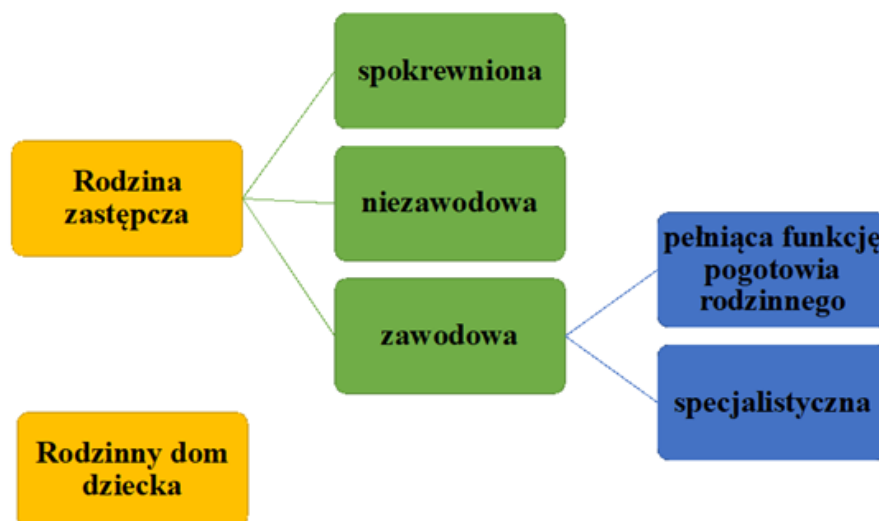 Rodzina
zastępcza
spokrewniona
niezawodowa
zawodowa
pełniąca funkcję
pogotowia
rodzinnego
specjalistyczna
Rodzinny dom
dziecka